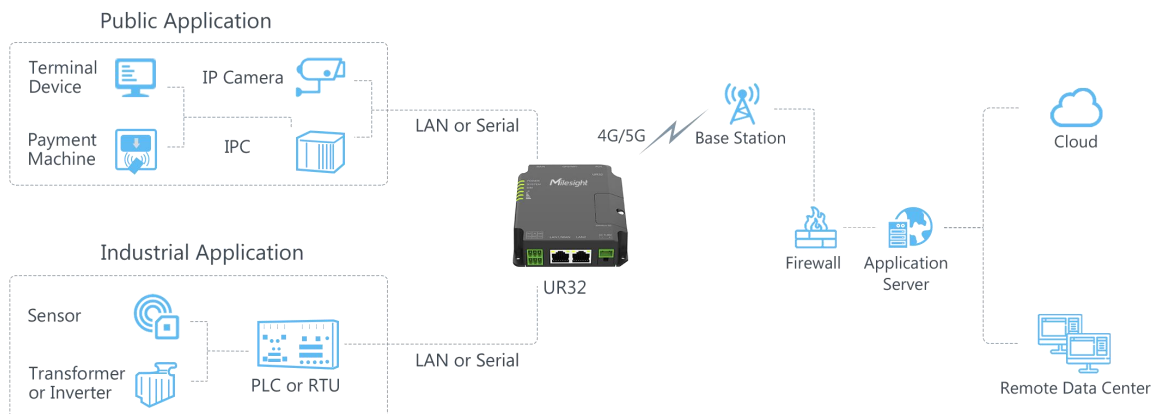 Public Application
Terminal
Device
IP Camera
Payment
Machine
IPC
LAN or Serial
4G/5G
Base Station
Cloud
Milesight
UR32
Firewall
Application
Server
Industrial Application
Sensor
Transformer
or Inverter
PLC or RTU
LAN or Serial
Remote Data Center